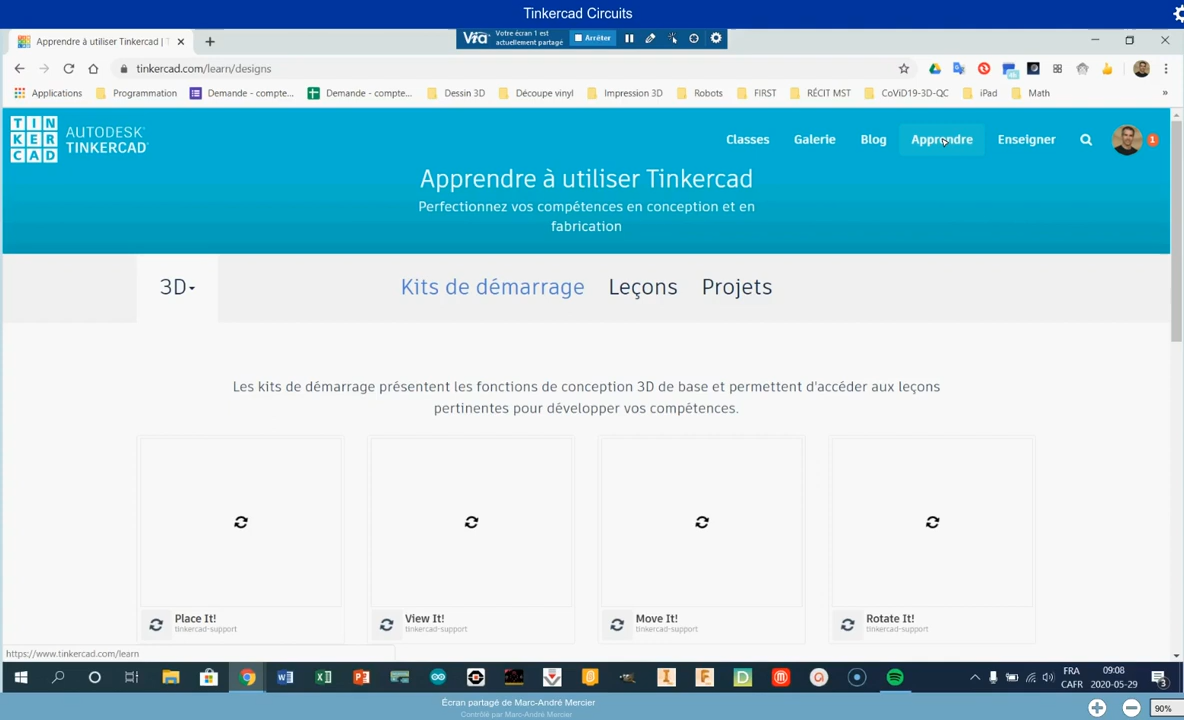 Tinkercad Circuits
Apprendre à utiliser Tinkercad |
Via
Votre écran 1 est
actuellement partagé
Arrêter
tinkercad.com/learn/designs
Applications
Programmation
Demande - compte...
Demande - compte...
Dessin 3D
Découpe vinyl
Impression 3D
Robots
FIRST
RÉCIT MST
CoViD19-3D-QC
iPad
Math
»
TIN
KER
CAD
AUTODESK
TINKERCAD
Classes
Galerie
Blog
Apprendre
Enseigner
1
Apprendre à utiliser Tinkercad
Perfectionnez vos compétences en conception et en
fabrication
3D
Kits de démarrage
Leçons
Projets
Les kits de démarrage présentent les fonctions de conception 3D de base et permettent d'accéder aux leçons
pertinentes pour développer vos compétences.
Place It!
tinkercad-support
View It!
tinkercad-support
Move It!
tinkercad-support
Rotate It!
tinkercad-support
https://www.tinkercad.com/learn
FRA
CAFR
09:08
2020-05-29
3
Écran partagé de Marc-André Mercier
Contrôlé par Marc-André Mercier
90%